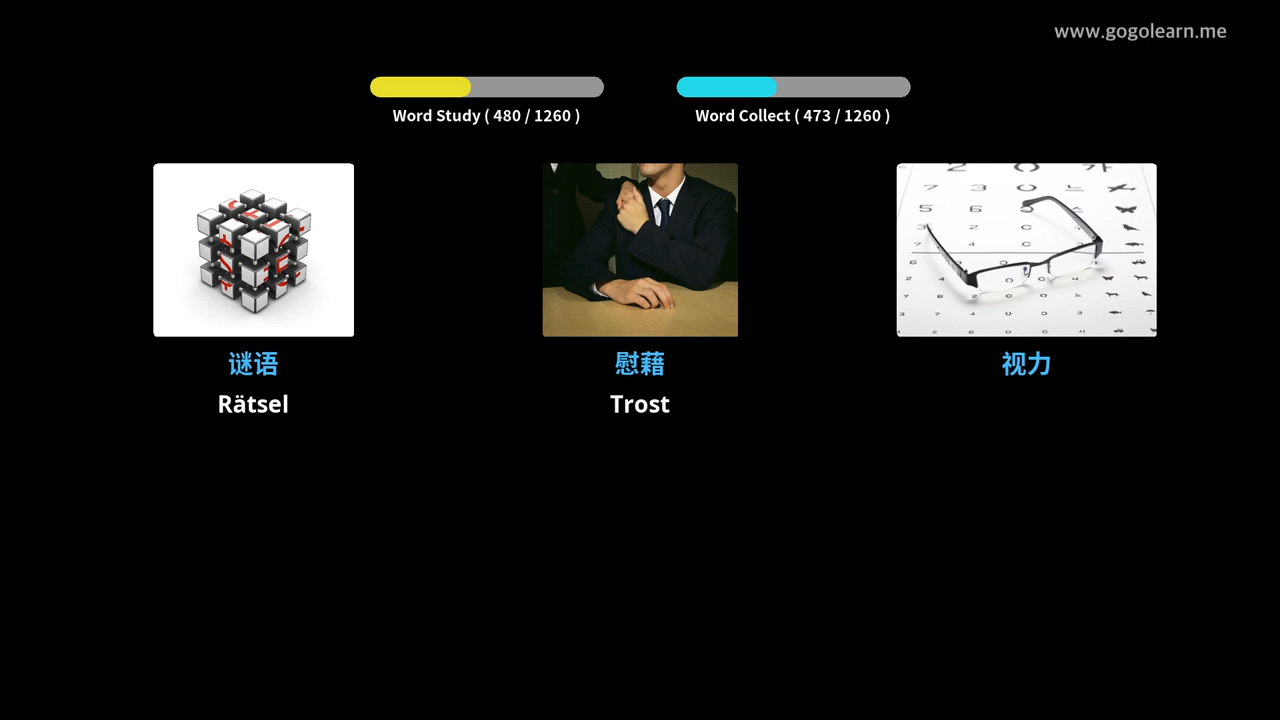 www.gogolearn.me
Word Study ( 480 / 1260 )
Word Collect ( 473 / 1260 )
谜语
慰藉
视力
Rätsel
Trost